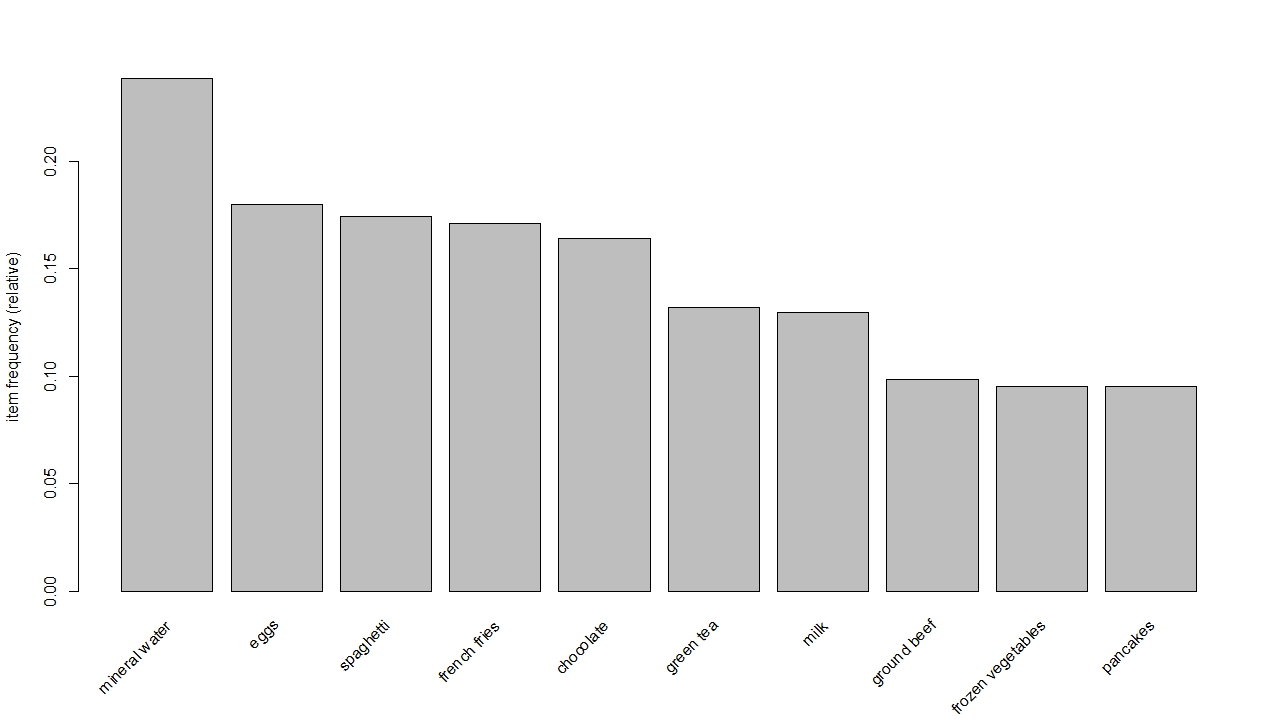 item frequency (relative)
0.20
0.15
0.10
0.05
0.00
mineral water
eggs
spaghetti
french fries
chocolate
green tea
milk
ground beef
frozen vegetables
pancakes